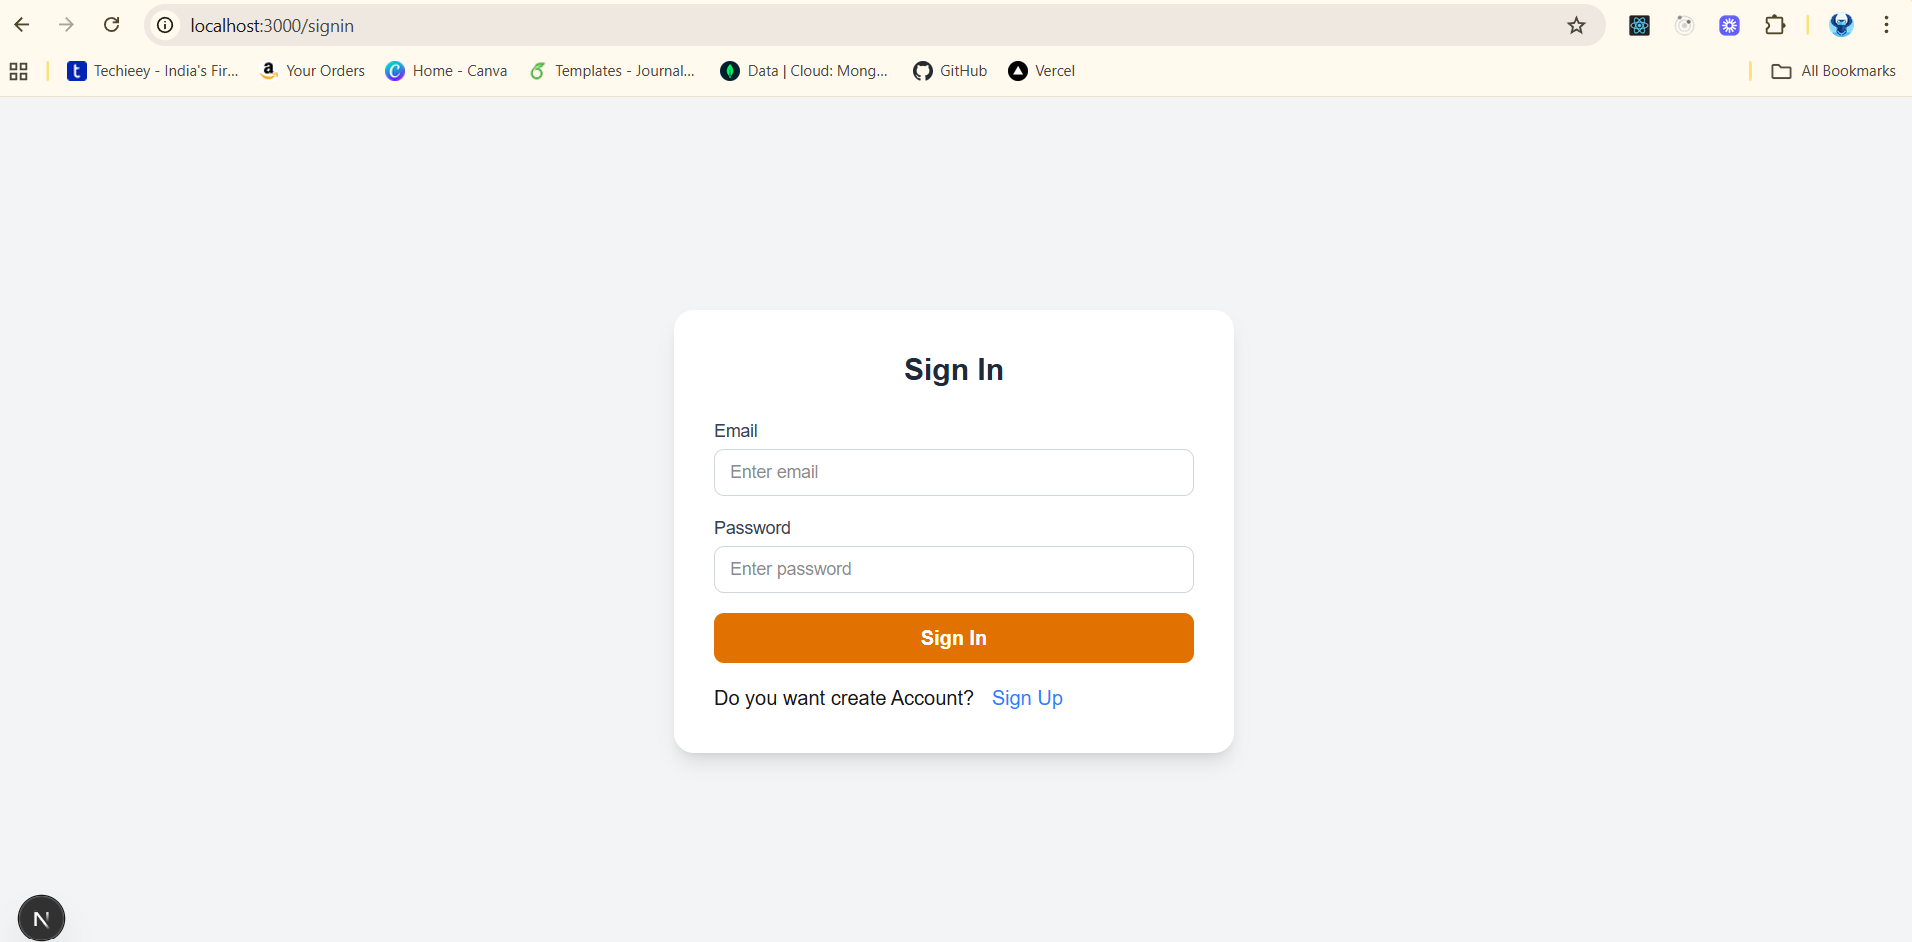 localhost:3000/signin
Techieey - India's Fir... Your Orders Home - Canva Templates - Journal... Data | Cloud: Mong... GitHub Vercel All Bookmarks
Sign In
Email
Enter email
Password
Enter password
Sign In
Do you want create Account? Sign Up
N